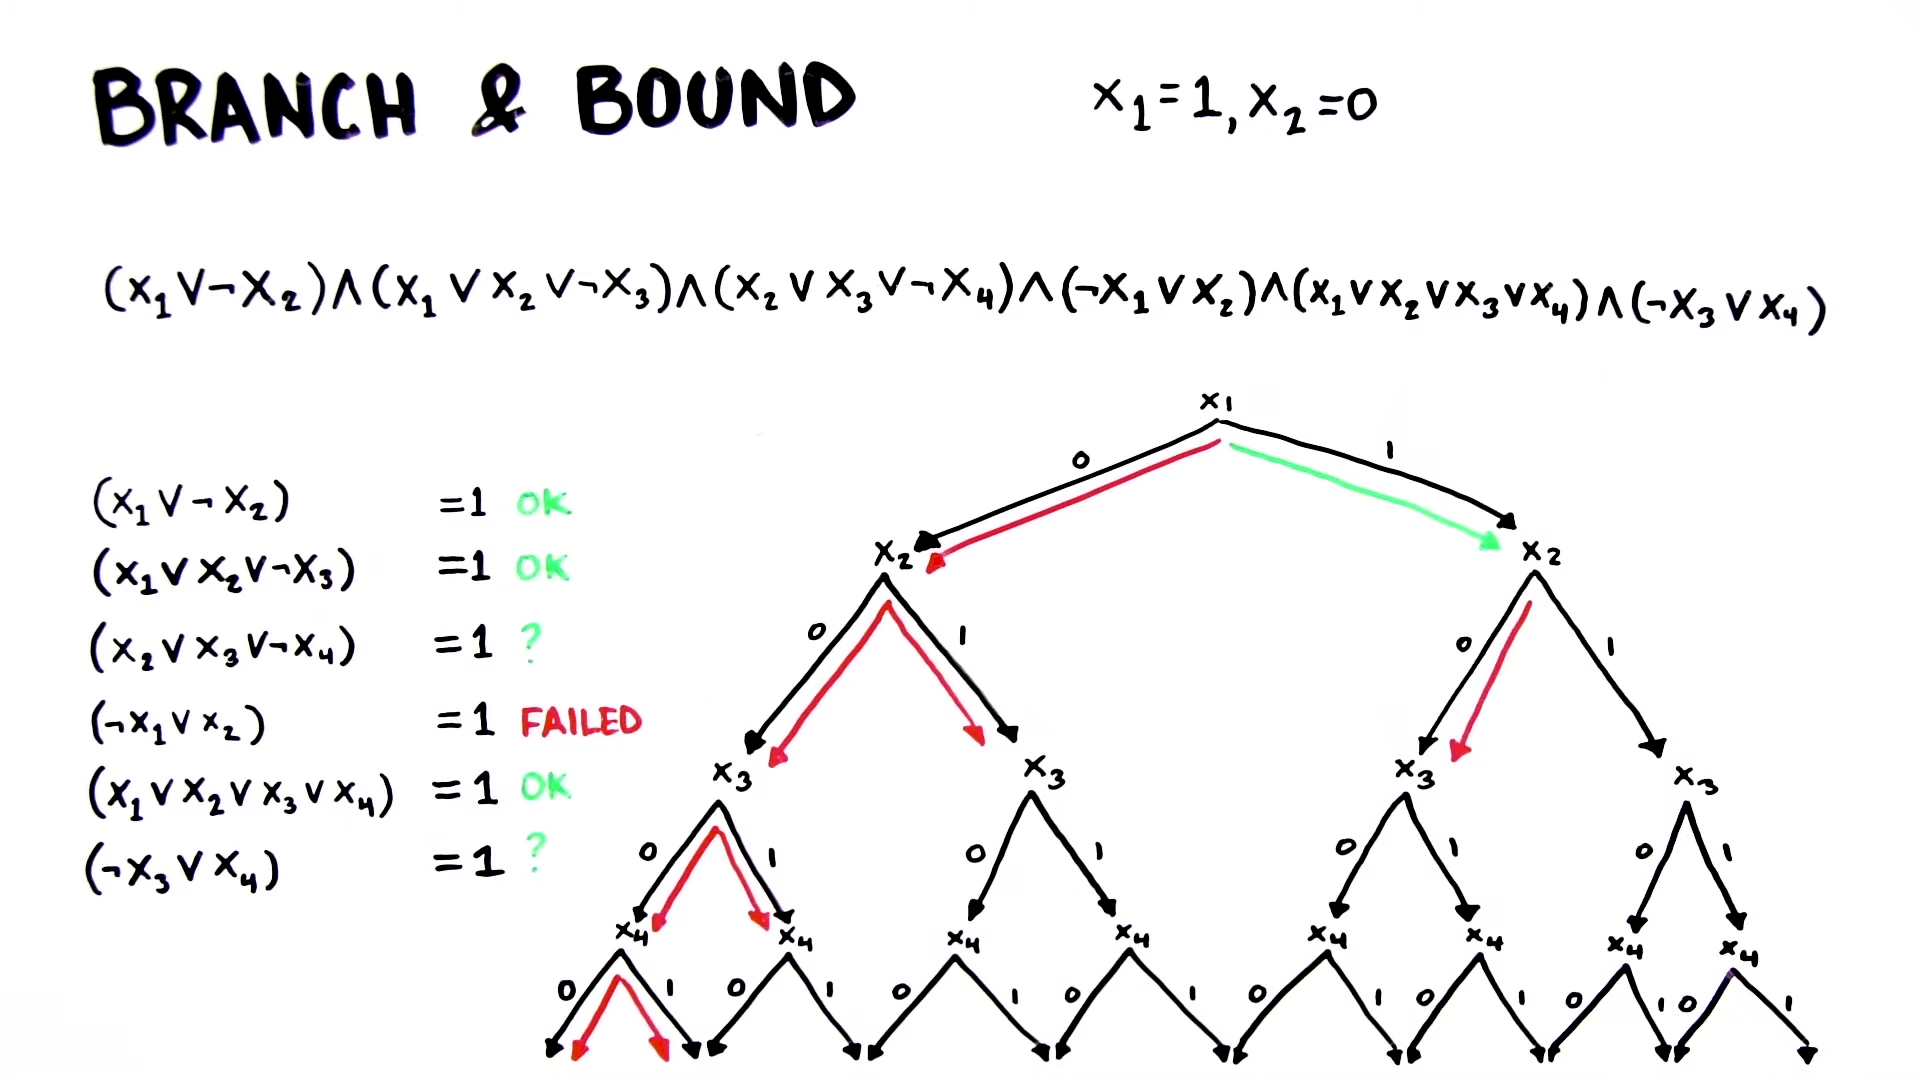 BRANCH & BOUND
x₁=1, x₂=0
(x₁∨¬x₂)∧(x₁∨x₂∨¬x₃)∧(x₂∨x₃∨¬x₄)∧(¬x₁∨x₂)∧(x₁∨x₂∨x₃∨x₄)∧(¬x₃∨x₄)
(x₁∨¬x₂) =1 OK
(x₁∨x₂∨¬x₃) =1 OK
(x₂∨x₃∨¬x₄) =1 ?
(¬x₁∨x₂) =1 FAILED
(x₁∨x₂∨x₃∨x₄) =1 OK
(¬x₃∨x₄) =1 ?
x₁
0 1
x₂ x₂
0 1 0 1
x₃ x₃ x₃ x₃
0 1 0 1 0 1 0 1
x₄ x₄ x₄ x₄ x₄ x₄ x₄ x₄
0 1 0 1 0 1 0 1 0 1 0 1 0 1 0 1